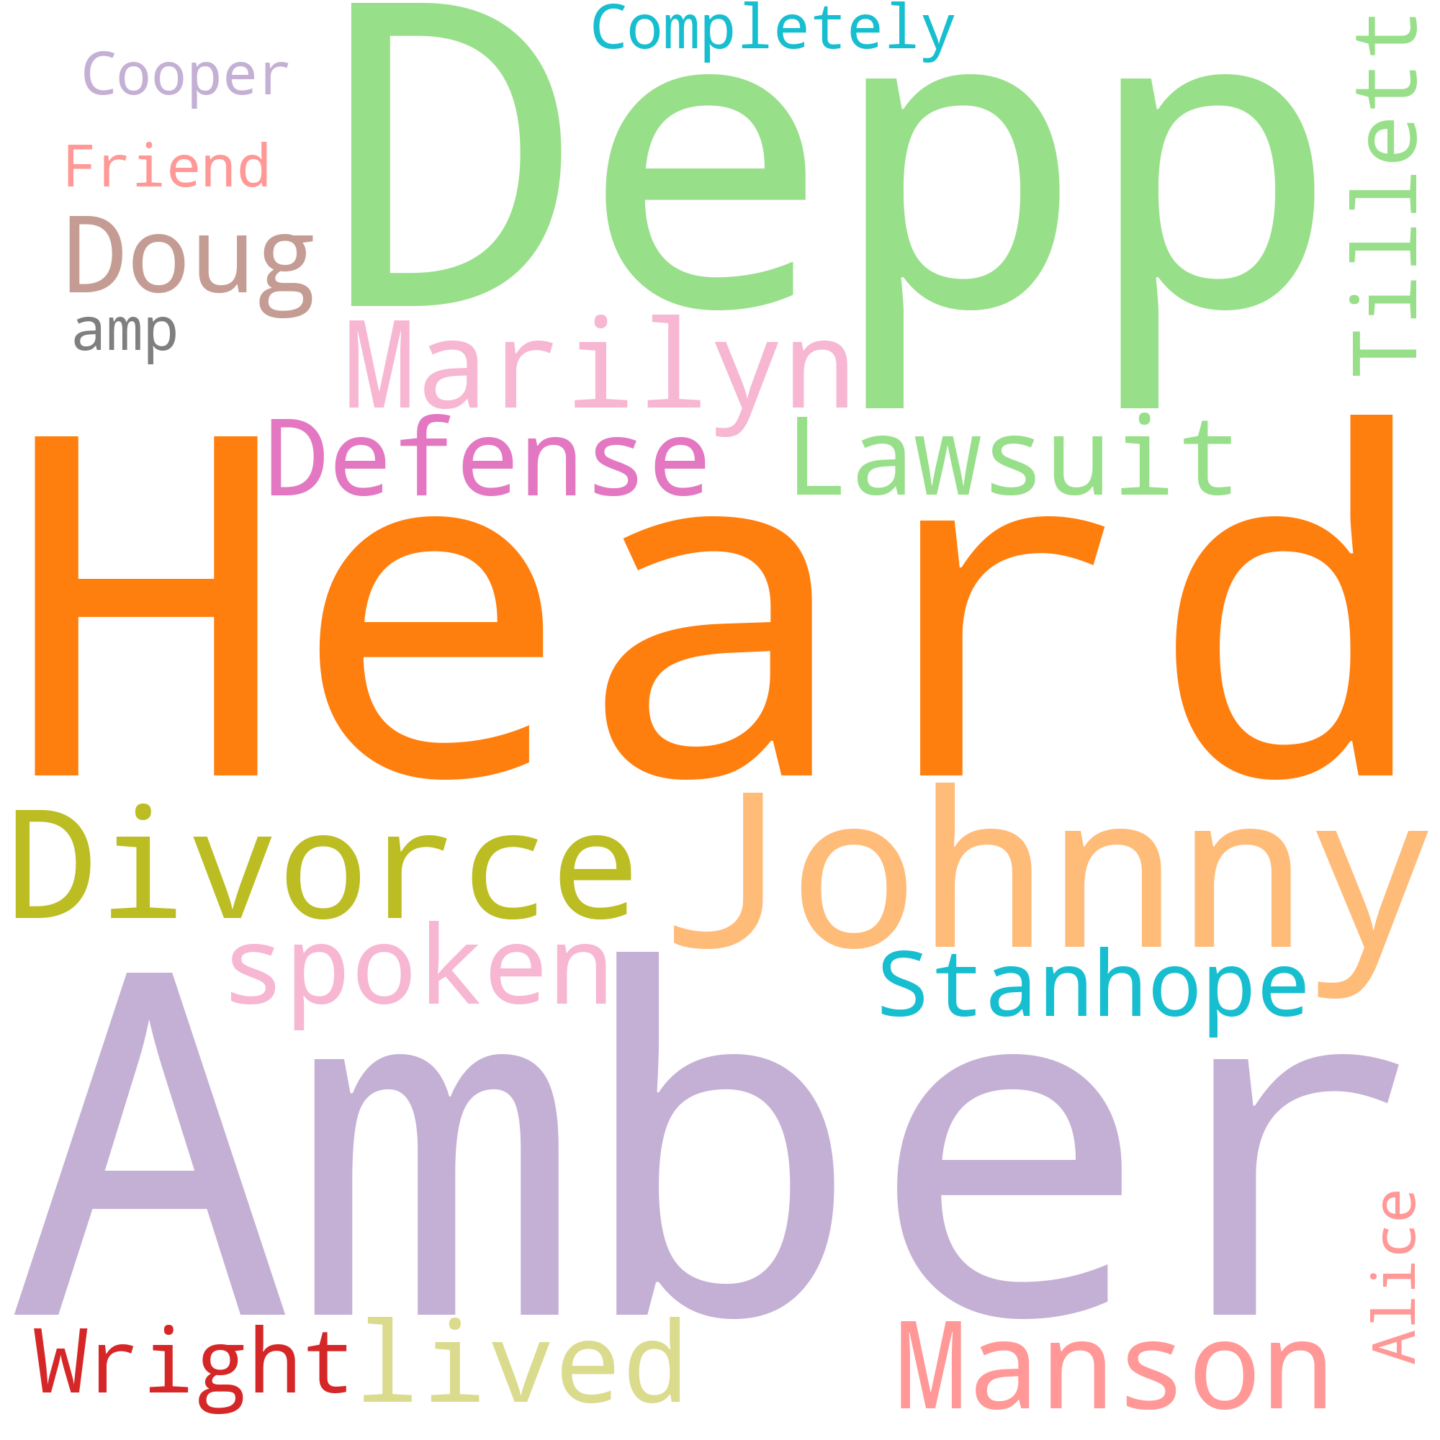 Completely
Depp
Cooper
Tillett
Friend
Doug
amp
Marilyn
Defense
Lawsuit
Heard
Divorce
Johnny
spoken
Stanhope
Amber
Alice
Wright
lived
Manson